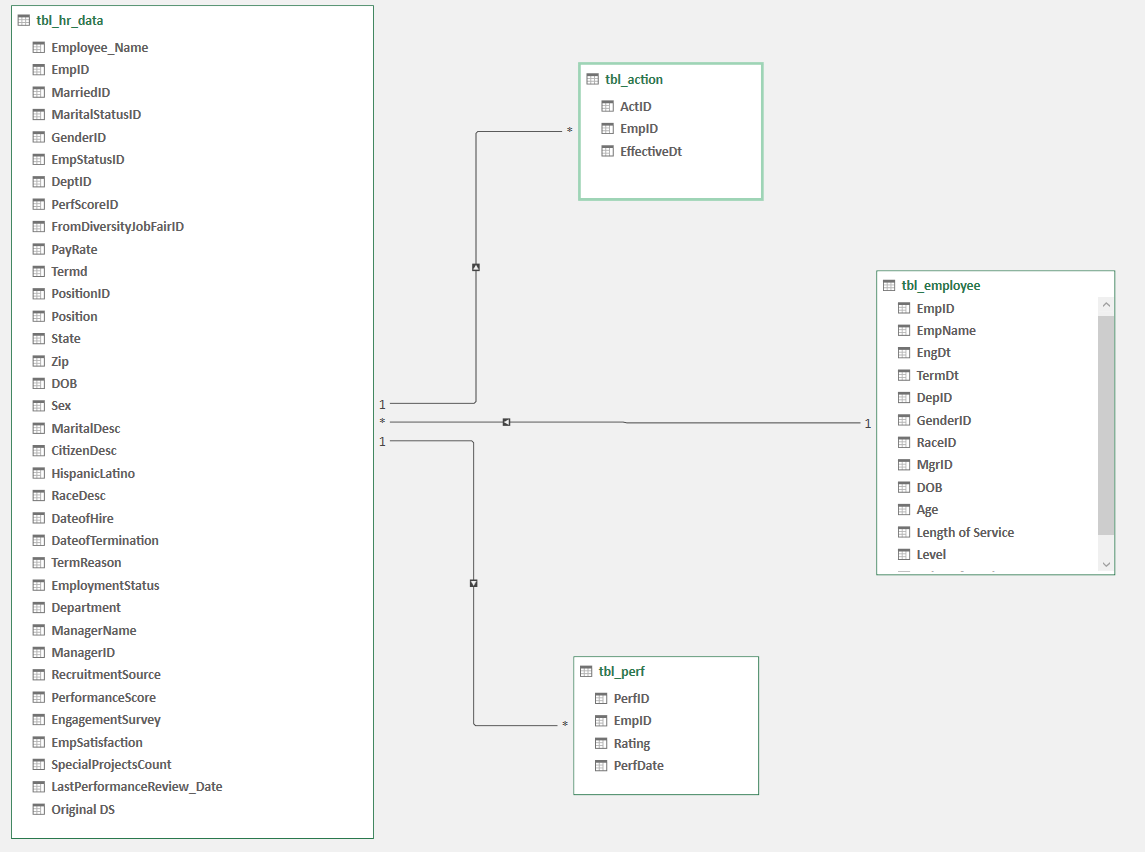 tbl_hr_data
Employee_Name
EmpID
MarriedID
MaritalStatusID
GenderID
EmpStatusID
DeptID
PerfScoreID
FromDiversityJobFairID
PayRate
Termd
PositionID
Position
State
Zip
DOB
Sex
MaritalDesc
CitizenDesc
HispanicLatino
RaceDesc
DateofHire
DateofTermination
TermReason
EmploymentStatus
Department
ManagerName
ManagerID
RecruitmentSource
PerformanceScore
EngagementSurvey
EmpSatisfaction
SpecialProjectsCount
LastPerformanceReview_Date
Original DS
1
*
1
*
tbl_action
ActID
EmpID
EffectiveDt
1
tbl_employee
EmpID
EmpName
EngDt
TermDt
DepID
GenderID
RaceID
MgrID
DOB
Age
Length of Service
Level
*
tbl_perf
PerfID
EmpID
Rating
PerfDate